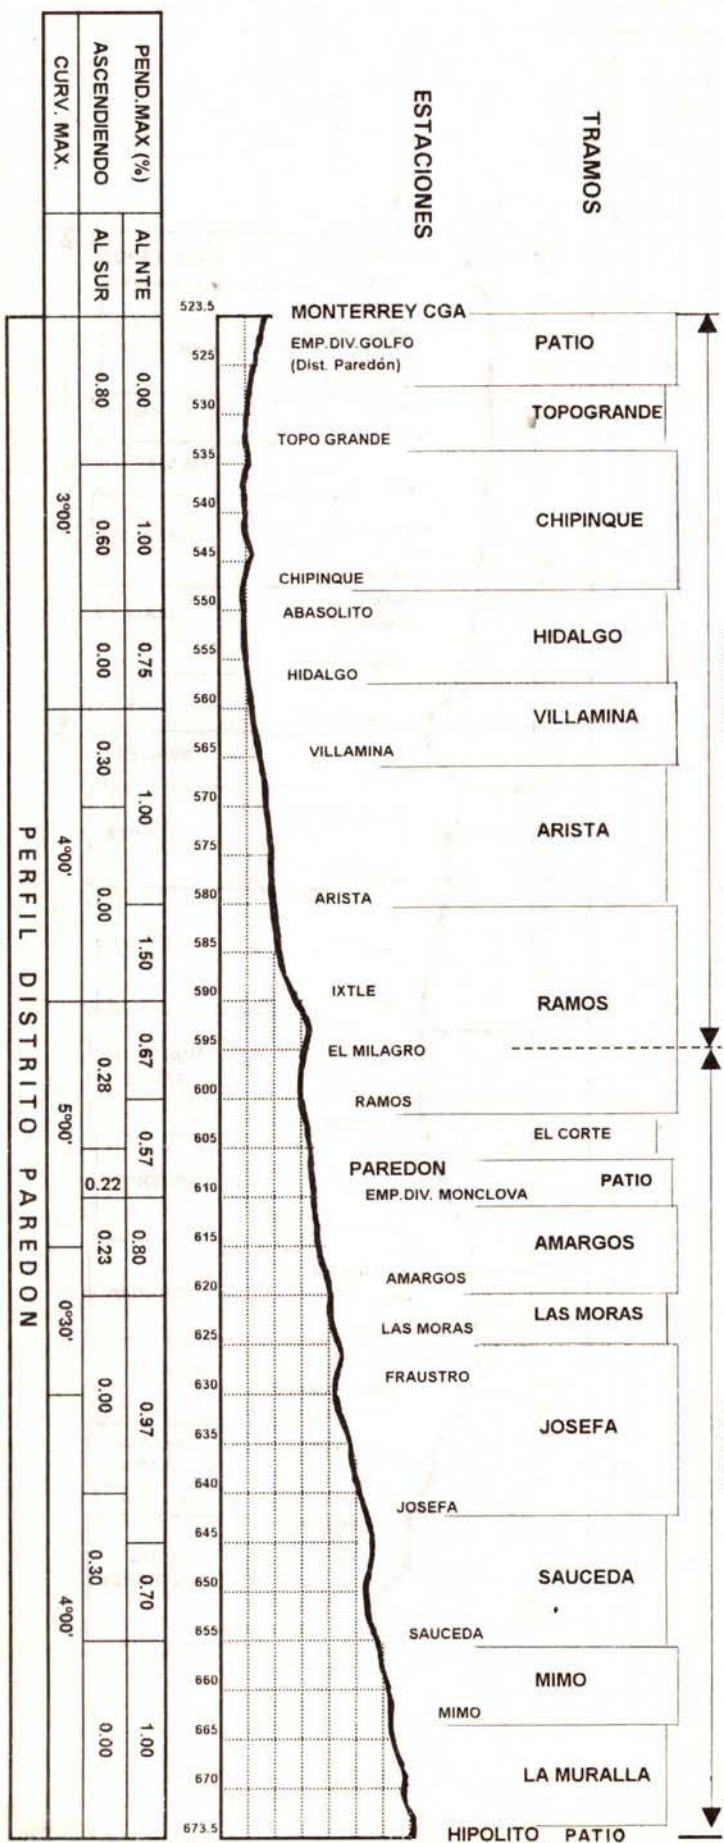 TRAMOS
ESTACIONES
PEND.MAX (%)
ASCENDIENDO
CURV. MAX.
AL NTE
AL SUR
0.00
1.00
0.75
1.00
1.50
0.67
0.57
0.80
0.97
0.70
1.00
0.80
0.60
0.00
0.30
0.00
0.28
0.22
0.23
0.00
0.30
0.00
3°00'
4°00'
5°00'
0°30'
4°00'
PERFIL DISTRITO PAREDON
523.5
525
530
535
540
545
550
555
560
565
570
575
580
585
590
595
600
605
610
615
620
625
630
635
640
645
650
655
660
665
670
673.5
MONTERREY CGA
EMP.DIV.GOLFO
(Dist. Paredón)
TOPO GRANDE
CHIPINQUE
ABASOLITO
HIDALGO
VILLAMINA
ARISTA
IXTLE
EL MILAGRO
RAMOS
PAREDON
EMP.DIV. MONCLOVA
AMARGOS
LAS MORAS
FRAUSTRO
JOSEFA
SAUCEDA
MIMO
HIPOLITO
PATIO
TOPOGRANDE
CHIPINQUE
HIDALGO
VILLAMINA
ARISTA
RAMOS
EL CORTE
PATIO
AMARGOS
LAS MORAS
JOSEFA
SAUCEDA
MIMO
LA MURALLA
PATIO